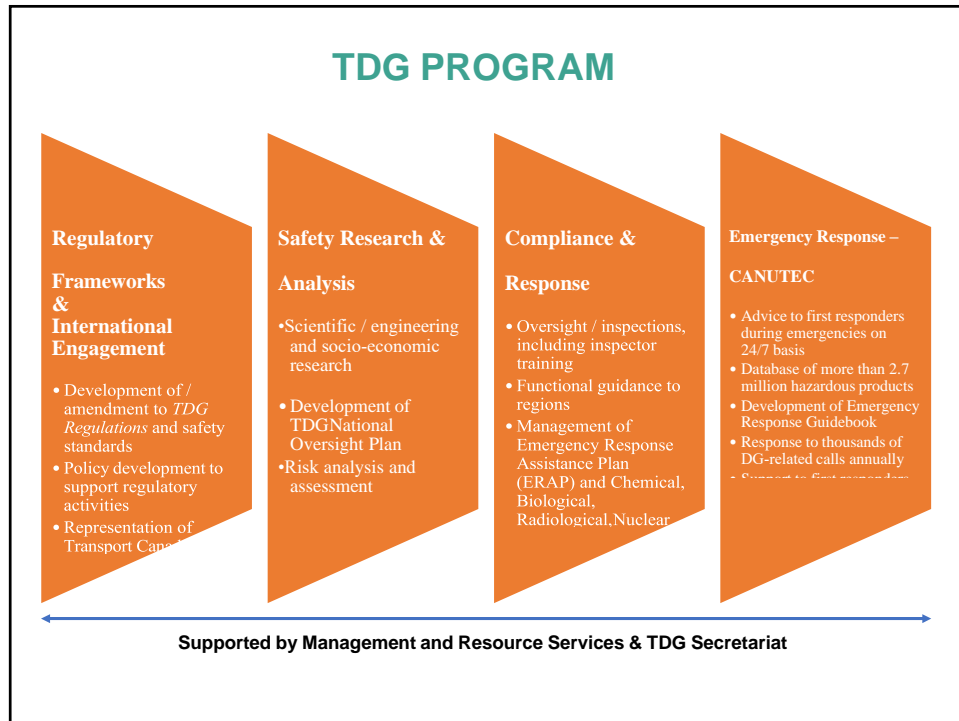 TDG PROGRAM
Regulatory
Frameworks
&
International
Engagement
• Development of /
amendment to TDG
Regulations and safety
standards
• Policy development to
support regulatory
activities
• Representation of
Transport
Safety Research &
Analysis
•Scientific / engineering
and socio-economic
research
• Development of
TDGNational
Oversight Plan
•Risk analysis and
assessment
Compliance &
Response
• Oversight / inspections,
including inspector
training
• Functional guidance to
regions
• Management of
Emergency Response
Assistance Plan
(ERAP) and Chemical,
Biological,
Radiological,Nuclear
Emergency Response –
CANUTEC
• Advice to first responders
during emergencies on
24/7 basis
• Database of more than 2.7
million hazardous products
• Development of Emergency
Response Guidebook
• Response to thousands of
DG-related calls annually
• Support to first responders
Supported by Management and Resource Services & TDG Secretariat